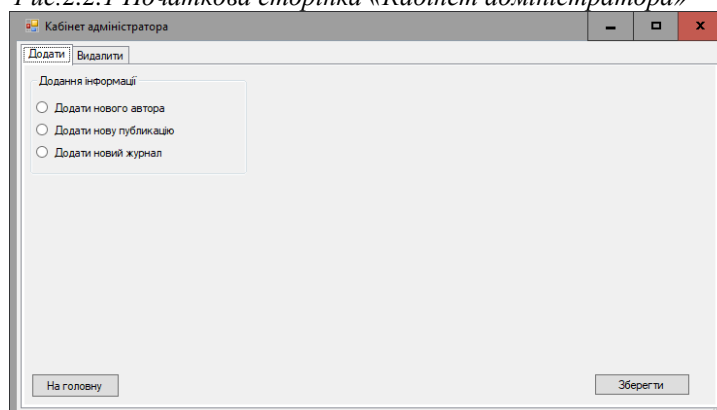 Рис.2.2.1 Початкова сторінка «Кабінет адміністратора»
Кабінет адміністратора
Додати Видалити
Додання інформації
Додати нового автора
Додати нову публикацію
Додати новий журнал
На головну Зберегти